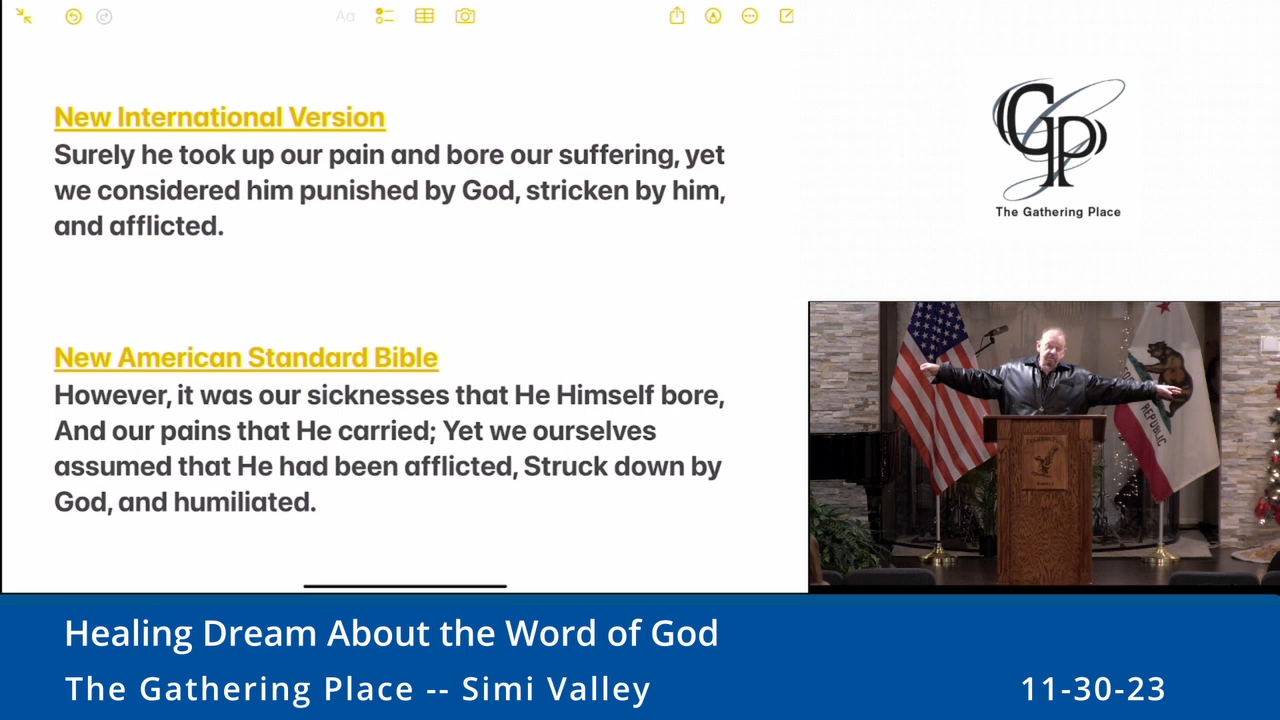 Aa
New International Version
Surely he took up our pain and bore our suffering, yet
we considered him punished by God, stricken by him,
and afflicted.
New American Standard Bible
However, it was our sicknesses that He Himself bore,
And our pains that He carried; Yet we ourselves
assumed that He had been afflicted, Struck down by
God, and humiliated.
GP
The Gathering Place
REPUBLIC
Healing Dream About the Word of God
The Gathering Place -- Simi Valley
11-30-23